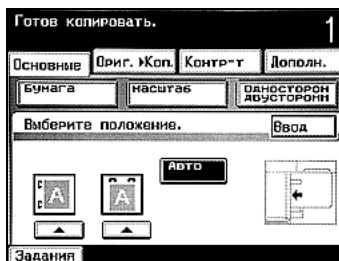 Готов копировать. 1
Основные Ориг. ▸Коп. Контр-т Дополн.
Бумага масштаб ОДНОСТОРОН
ДВУСТОРОНН
Выберите положение. Ввод
Авто
A A
Задания